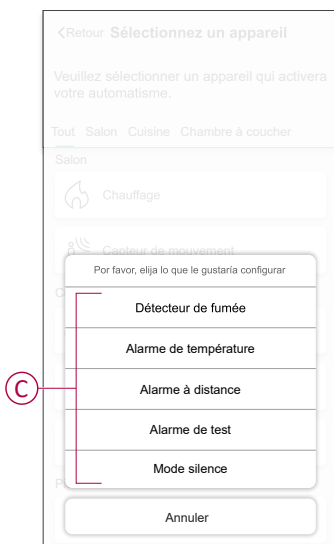 Retour Sélectionnez un appareil
Veuillez sélectionner un appareil qui activera
votre automatisme.
Tout Salon Cuisine Chambre à coucher
Salon
Chauffage
Capteur de mouvement
Por favor, elija lo que le gustaría configurar
Détecteur de fumée
Alarme de température
C
Alarme à distance
Alarme de test
Mode silence
Annuler